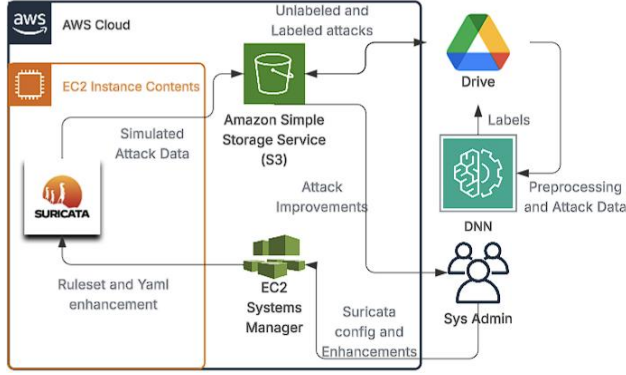 aws
AWS Cloud
Unlabeled and
Labeled attacks
EC2 Instance Contents
Drive
Simulated
Attack Data
Amazon Simple
Storage Service
(S3)
Labels
SURICATA
Attack
Improvements
Preprocessing
and Attack Data
DNN
Ruleset and Yaml
enhancement
EC2
Systems
Manager
Suricata
config and
Enhancements
Sys Admin